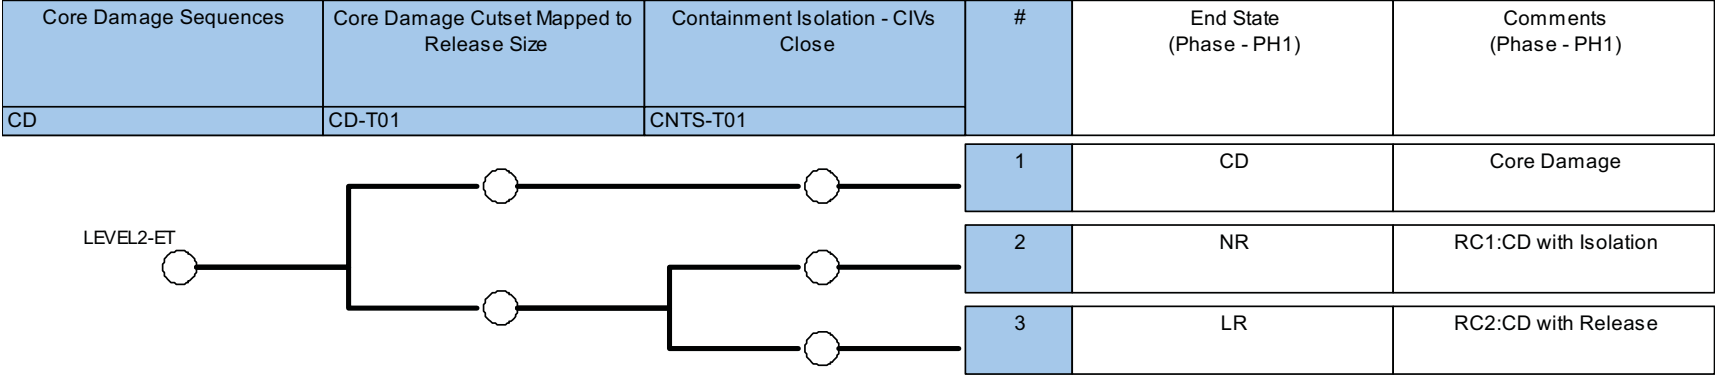 Core Damage Sequences
Core Damage Cutset Mapped to
Release Size
Containment Isolation - CIVs
Close
#
End State
(Phase - PH1)
Comments
(Phase - PH1)
CD
CD-T01
CNTS-T01
1
CD
Core Damage
LEVEL2-ET
2
NR
RC1:CD with Isolation
3
LR
RC2:CD with Release